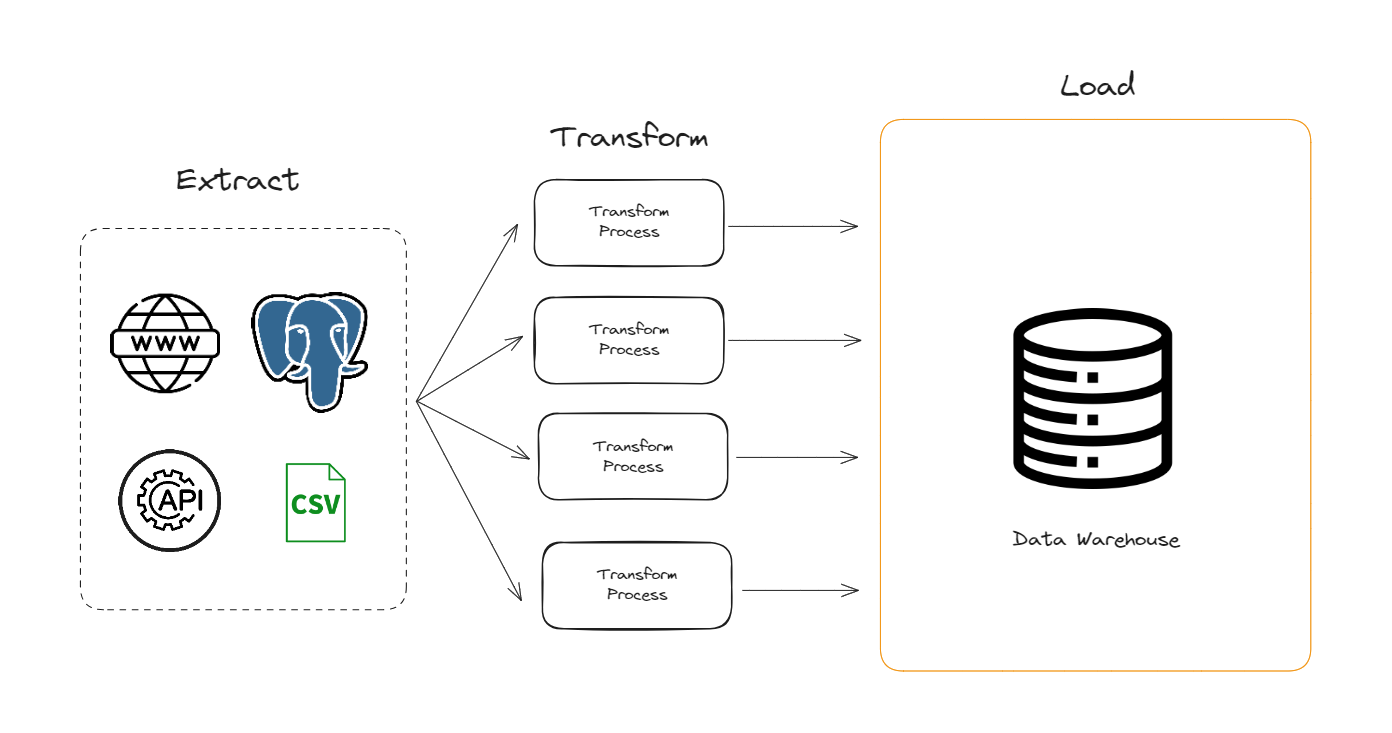 Load
Transform
Extract
Transform
Process
Transform
Process
Transform
Process
Transform
Process
WWW
API
CSV
Data Warehouse